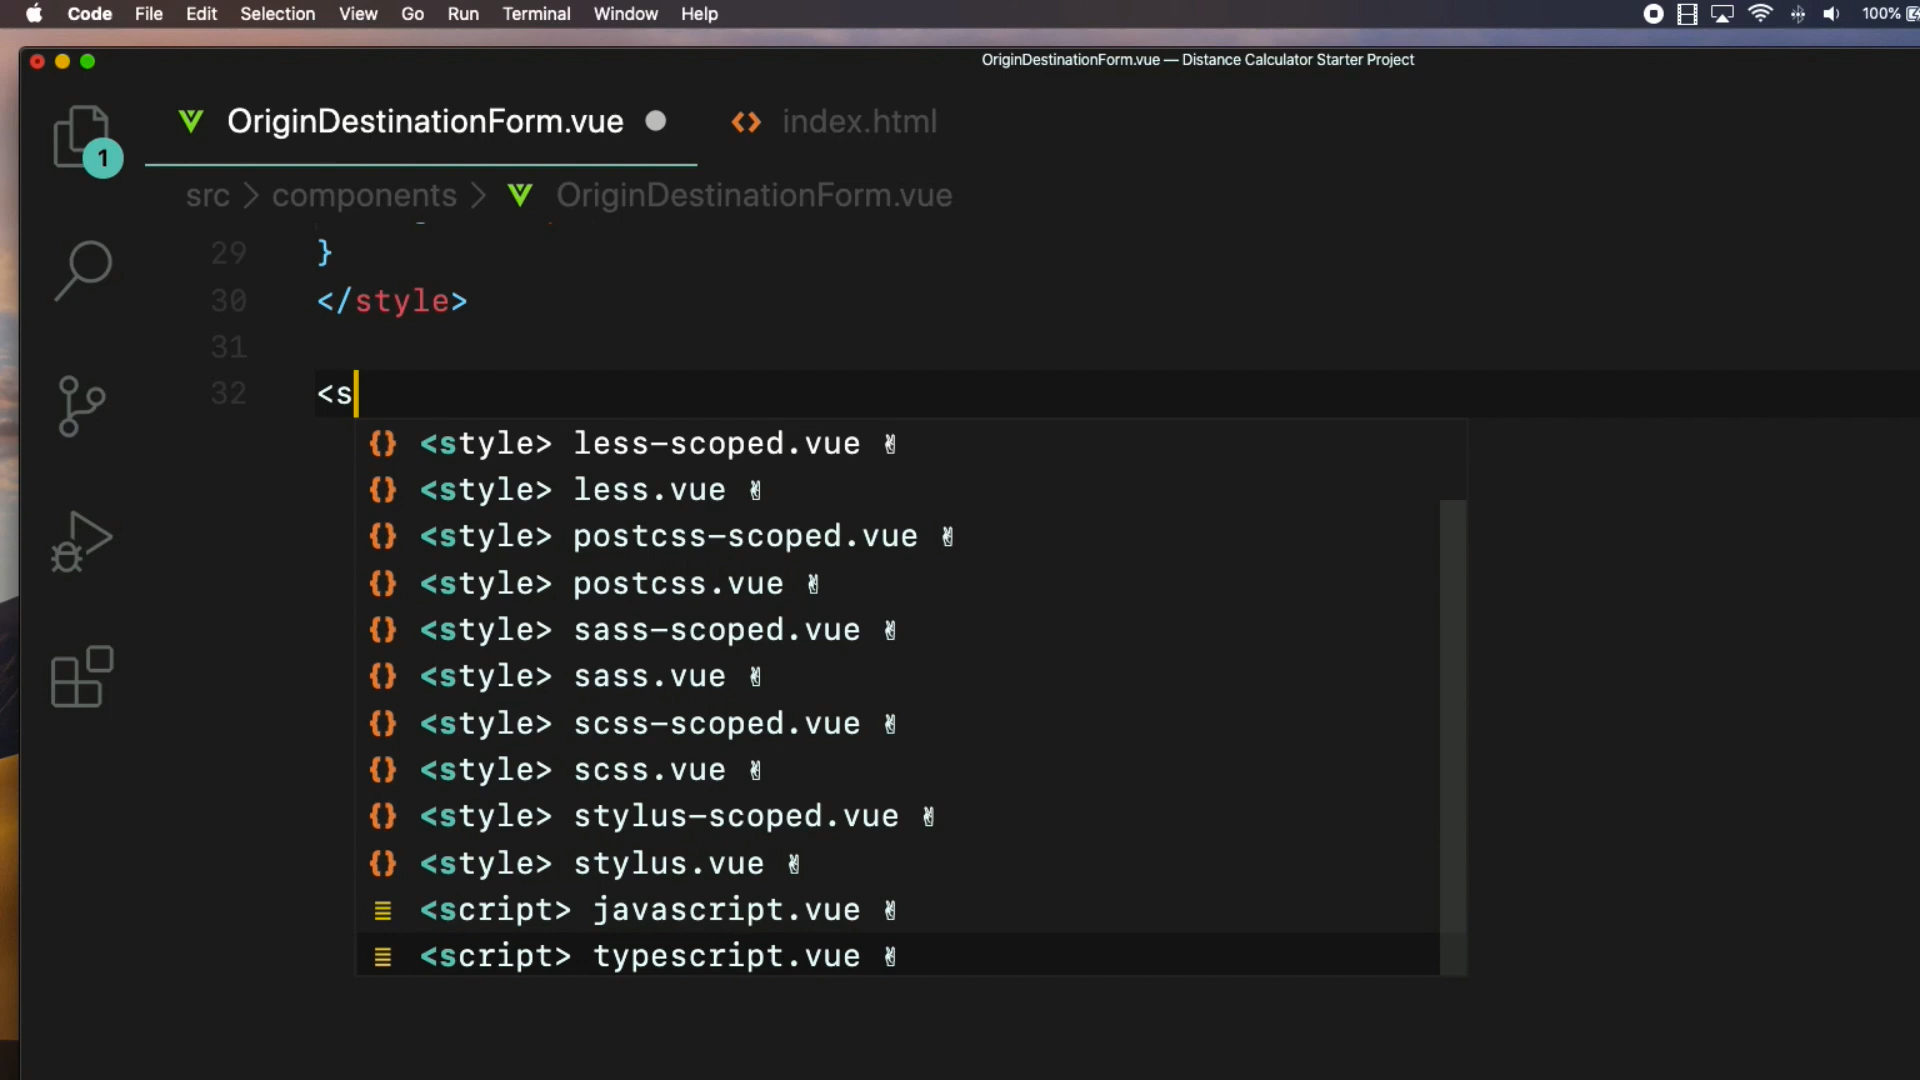 Code File Edit Selection View Go Run Terminal Window Help 100%
OriginDestinationForm.vue — Distance Calculator Starter Project
OriginDestinationForm.vue index.html
1
src > components > OriginDestinationForm.vue
29 }
30 </style>
31
32 <s
{} <style> less-scoped.vue ✌
{} <style> less.vue ✌
{} <style> postcss-scoped.vue ✌
{} <style> postcss.vue ✌
{} <style> sass-scoped.vue ✌
{} <style> sass.vue ✌
{} <style> scss-scoped.vue ✌
{} <style> scss.vue ✌
{} <style> stylus-scoped.vue ✌
{} <style> stylus.vue ✌
<script> javascript.vue ✌
<script> typescript.vue ✌